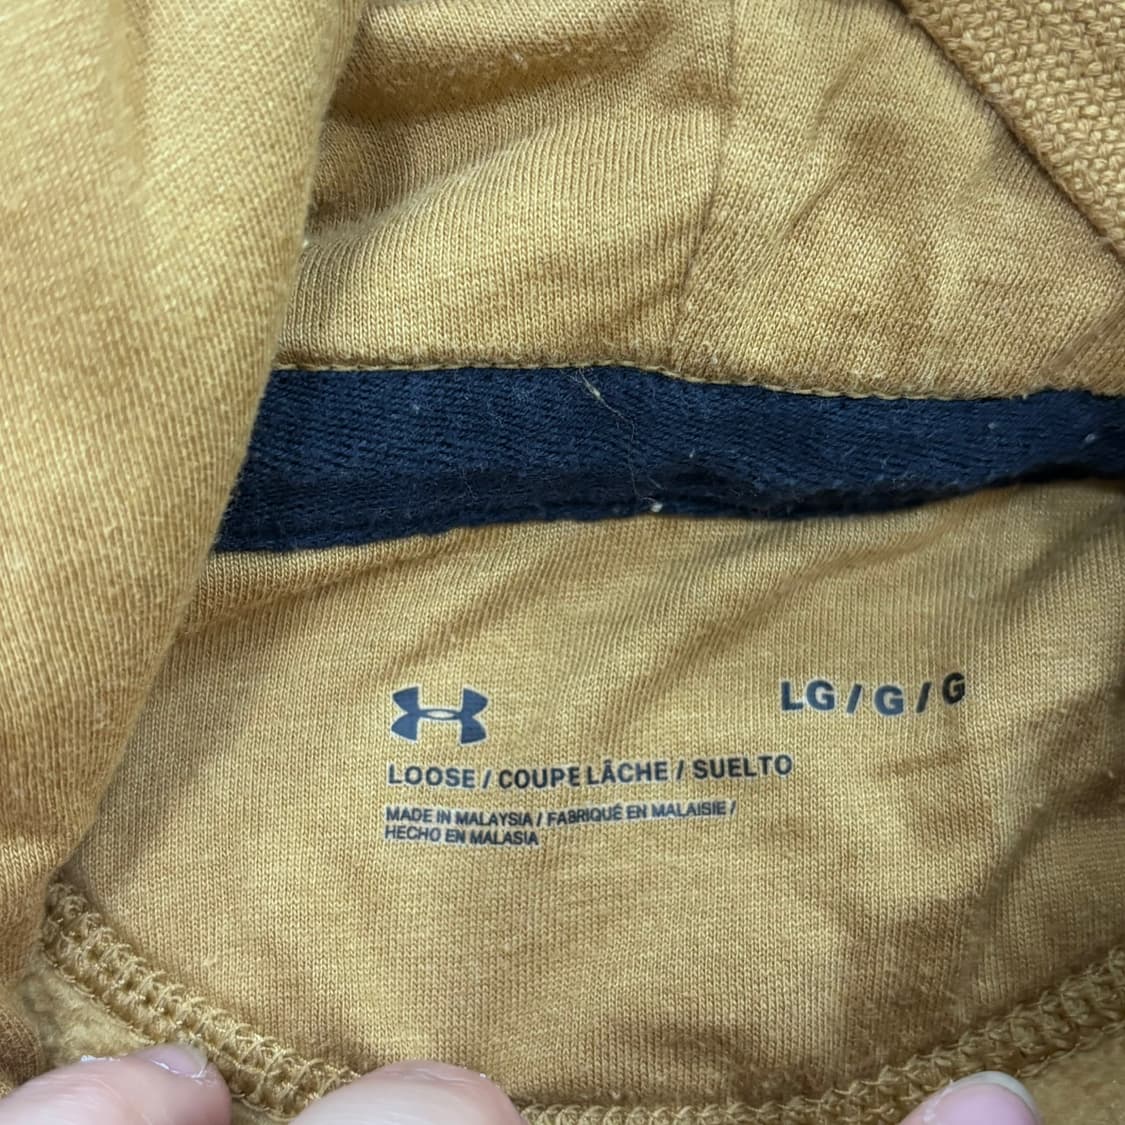 LG / G / G
LOOSE / COUPE LÂCHE / SUELTO
MADE IN MALAYSIA / FABRIQUÉ EN MALAISIE /
HECHO EN MALASIA